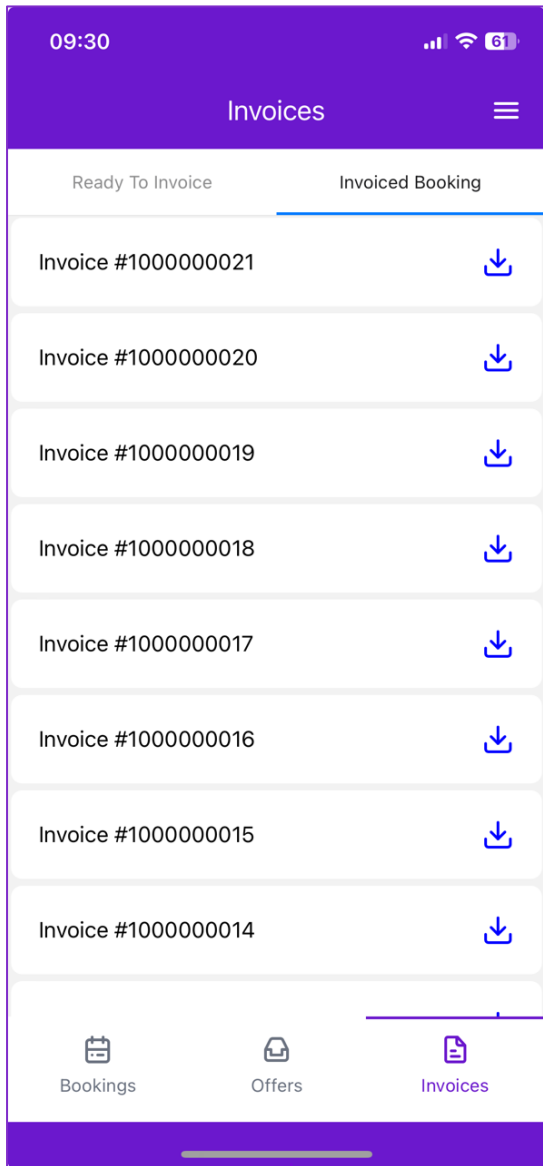 09:30
61
Invoices
Ready To Invoice
Invoiced Booking
Invoice #1000000021
Invoice #1000000020
Invoice #1000000019
Invoice #1000000018
Invoice #1000000017
Invoice #1000000016
Invoice #1000000015
Invoice #1000000014
Bookings
Offers
Invoices